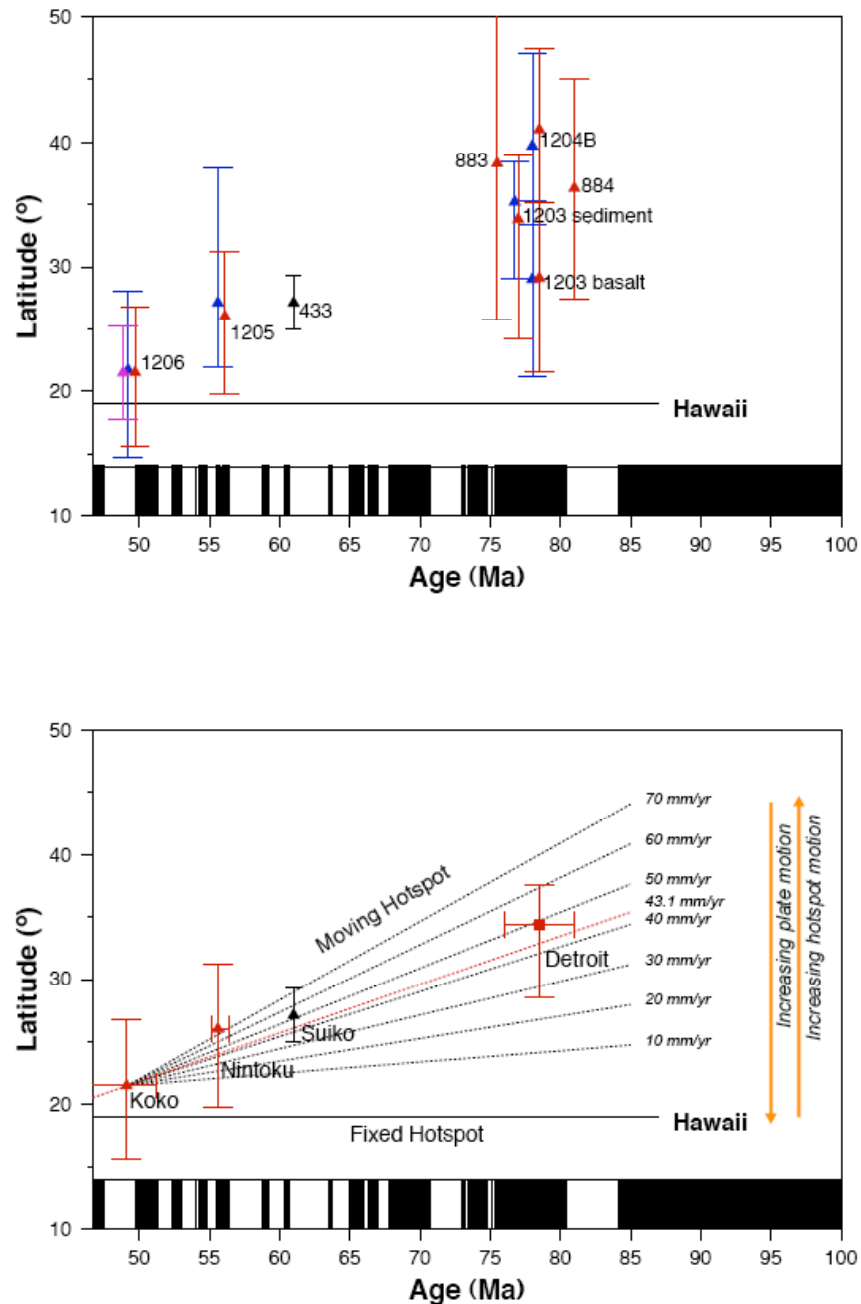 50
40
30
20
10
Latitude (º)
883
1204B
884
1203 sediment
1203 basalt
433
1205
1206
Hawaii
50 55 60 65 70 75 80 85 90 95 100
Age (Ma)
50
40
30
20
10
Latitude (º)
70 mm/yr
60 mm/yr
50 mm/yr
43.1 mm/yr
40 mm/yr
30 mm/yr
20 mm/yr
10 mm/yr
Moving Hotspot
Increasing plate motion
Increasing hotspot motion
Detroit
Suiko
Nintoku
Koko
Hawaii
Fixed Hotspot
50 55 60 65 70 75 80 85 90 95 100
Age (Ma)